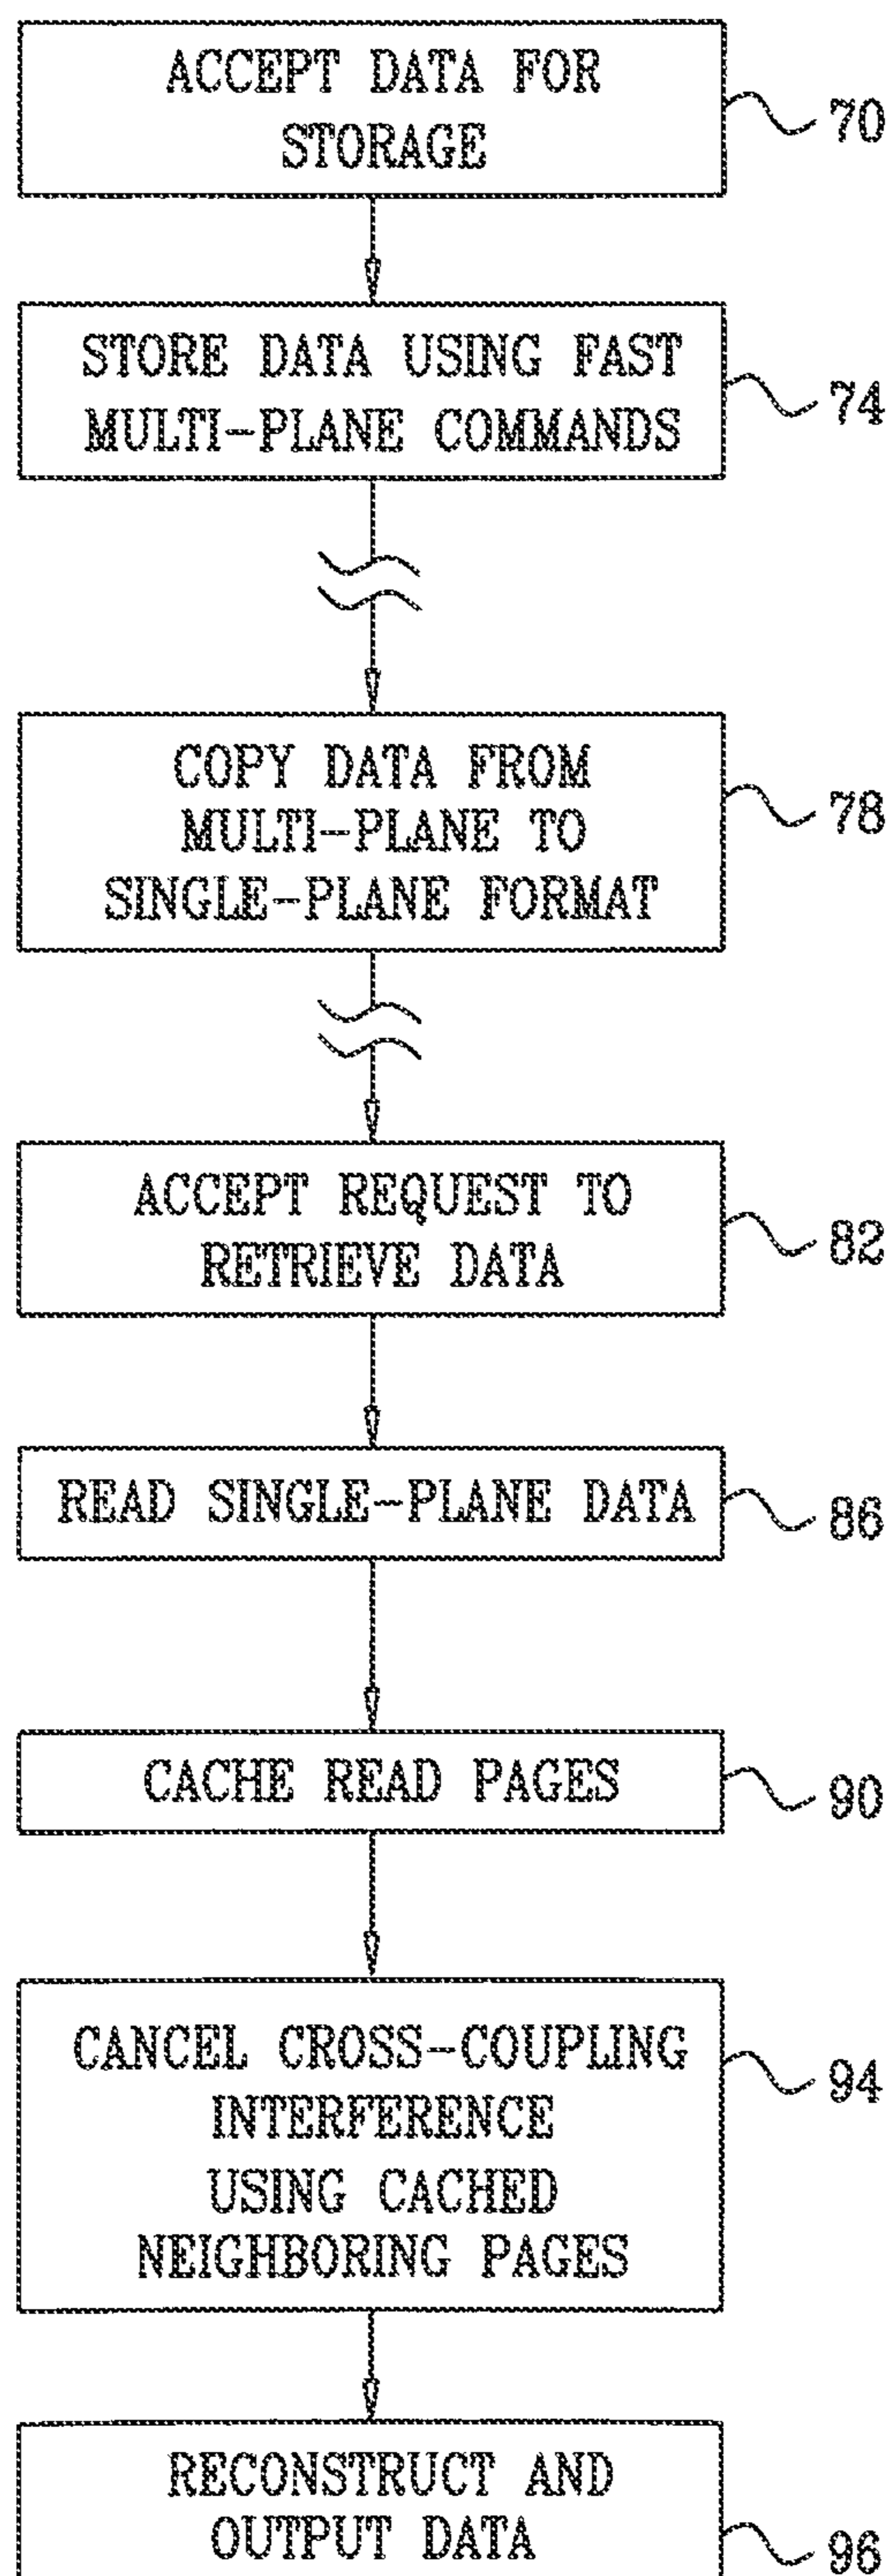 ACCEPT DATA FOR
STORAGE
70
STORE DATA USING FAST
MULTI-PLANE COMMANDS
74
COPY DATA FROM
MULTI-PLANE TO
SINGLE-PLANE FORMAT
78
ACCEPT REQUEST TO
RETRIEVE DATA
82
READ SINGLE-PLANE DATA
86
CACHE READ PAGES
90
CANCEL CROSS-COUPLING
INTERFERENCE
USING CACHED
NEIGHBORING PAGES
94
RECONSTRUCT AND
OUTPUT DATA
96